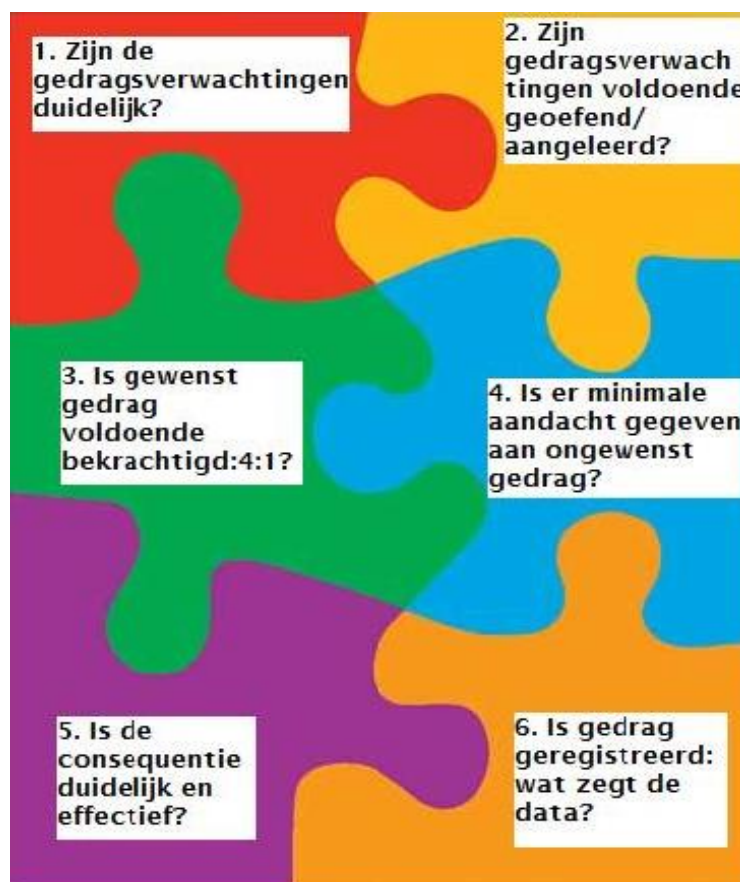 1. Zijn de
gedragsverwachtingen
duidelijk?
2. Zijn
gedragsverwach
tingen voldoende
geoefend/
aangeleerd?
3. Is gewenst
gedrag
voldoende
bekrachtigd:4:1?
4. Is er minimale
aandacht gegeven
aan ongewenst
gedrag?
5. Is de
consequentie
duidelijk en
effectief?
6. Is gedrag
geregistreerd:
wat zegt de
data?